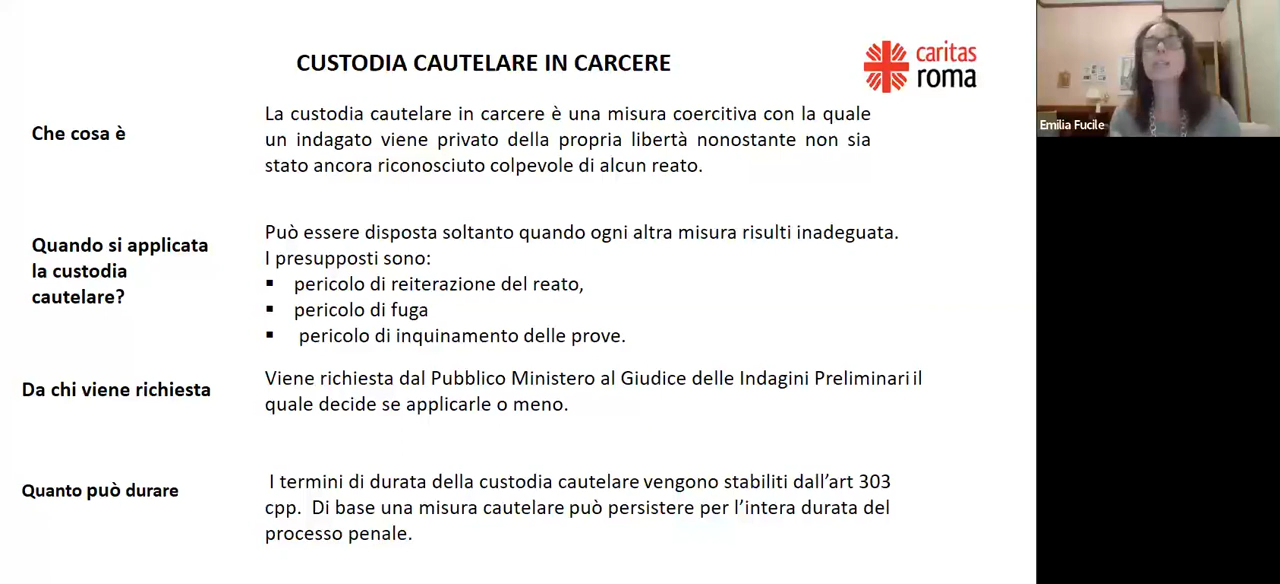 CUSTODIA CAUTELARE IN CARCERE
caritas
roma
Emilia Fucile
Che cosa è
La custodia cautelare in carcere è una misura coercitiva con la quale
un indagato viene privato della propria libertà nonostante non sia
stato ancora riconosciuto colpevole di alcun reato.
Quando si applicata
la custodia
cautelare?
Può essere disposta soltanto quando ogni altra misura risulti inadeguata.
I presupposti sono:
▪ pericolo di reiterazione del reato,
▪ pericolo di fuga
▪ pericolo di inquinamento delle prove.
Da chi viene richiesta
Viene richiesta dal Pubblico Ministero al Giudice delle Indagini Preliminari il
quale decide se applicarle o meno.
Quanto può durare
I termini di durata della custodia cautelare vengono stabiliti dall’art 303
cpp. Di base una misura cautelare può persistere per l’intera durata del
processo penale.